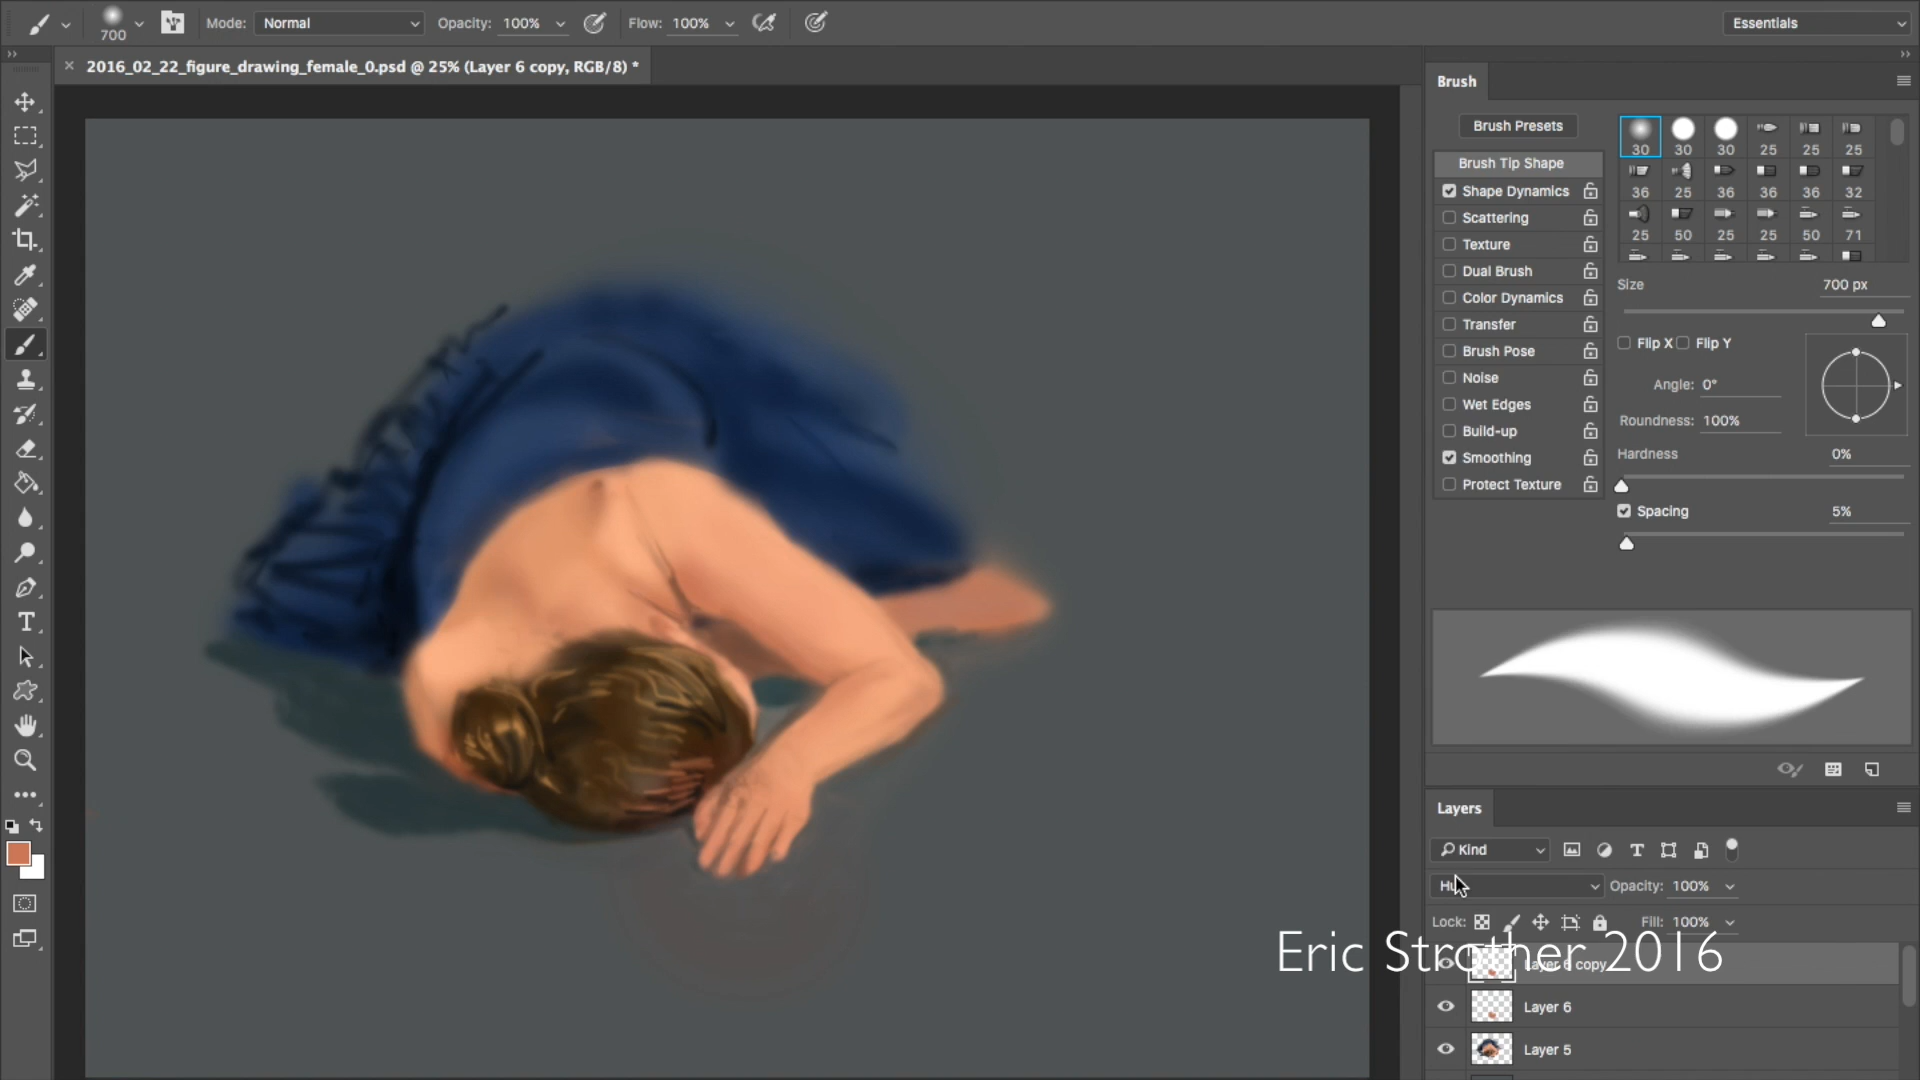 700
Mode: Normal
Opacity: 100%
Flow: 100%
Essentials
2016_02_22_figure_drawing_female_0.psd @ 25% (Layer 6 copy, RGB/8) *
Brush
Brush Presets
Brush Tip Shape
Shape Dynamics
Scattering
Texture
Dual Brush
Color Dynamics
Transfer
Brush Pose
Noise
Wet Edges
Build-up
Smoothing
Protect Texture
30 30 30 25 25 25
36 25 36 36 36 32
25 50 25 25 50 71
Size 700 px
Flip X Flip Y
Angle: 0°
Roundness: 100%
Hardness 0%
Spacing 5%
Layers
Kind
Opacity: 100%
Lock: Fill: 100%
Layer 6 copy
Layer 6
Layer 5
Eric Strother 2016